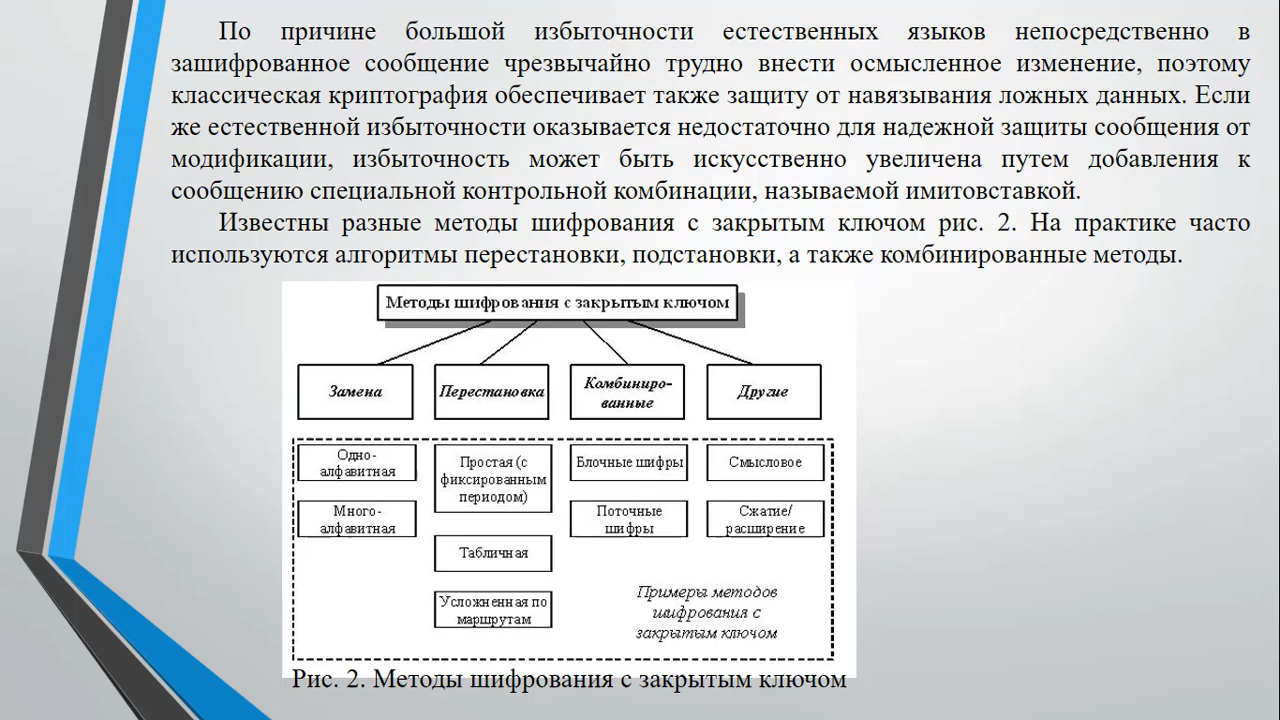 По причине большой избыточности естественных языков непосредственно в
зашифрованное сообщение чрезвычайно трудно внести осмысленное изменение, поэтому
классическая криптография обеспечивает также защиту от навязывания ложных данных. Если
же естественной избыточности оказывается недостаточно для надежной защиты сообщения от
модификации, избыточность может быть искусственно увеличена путем добавления к
сообщению специальной контрольной комбинации, называемой имитовставкой.
Известны разные методы шифрования с закрытым ключом рис. 2. На практике часто
используются алгоритмы перестановки, подстановки, а также комбинированные методы.
Методы шифрования с закрытым ключом
Замена
Перестановка
Комбиниро-
ванные
Другие
Одно-
алфавитная
Много-
алфавитная
Простая (с
фиксированным
периодом)
Табличная
Усложненная по
маршрутам
Блочные шифры
Поточные
шифры
Смысловое
Сжатие/
расширение
Примеры методов
шифрования с
закрытым ключом
Рис. 2. Методы шифрования с закрытым ключом